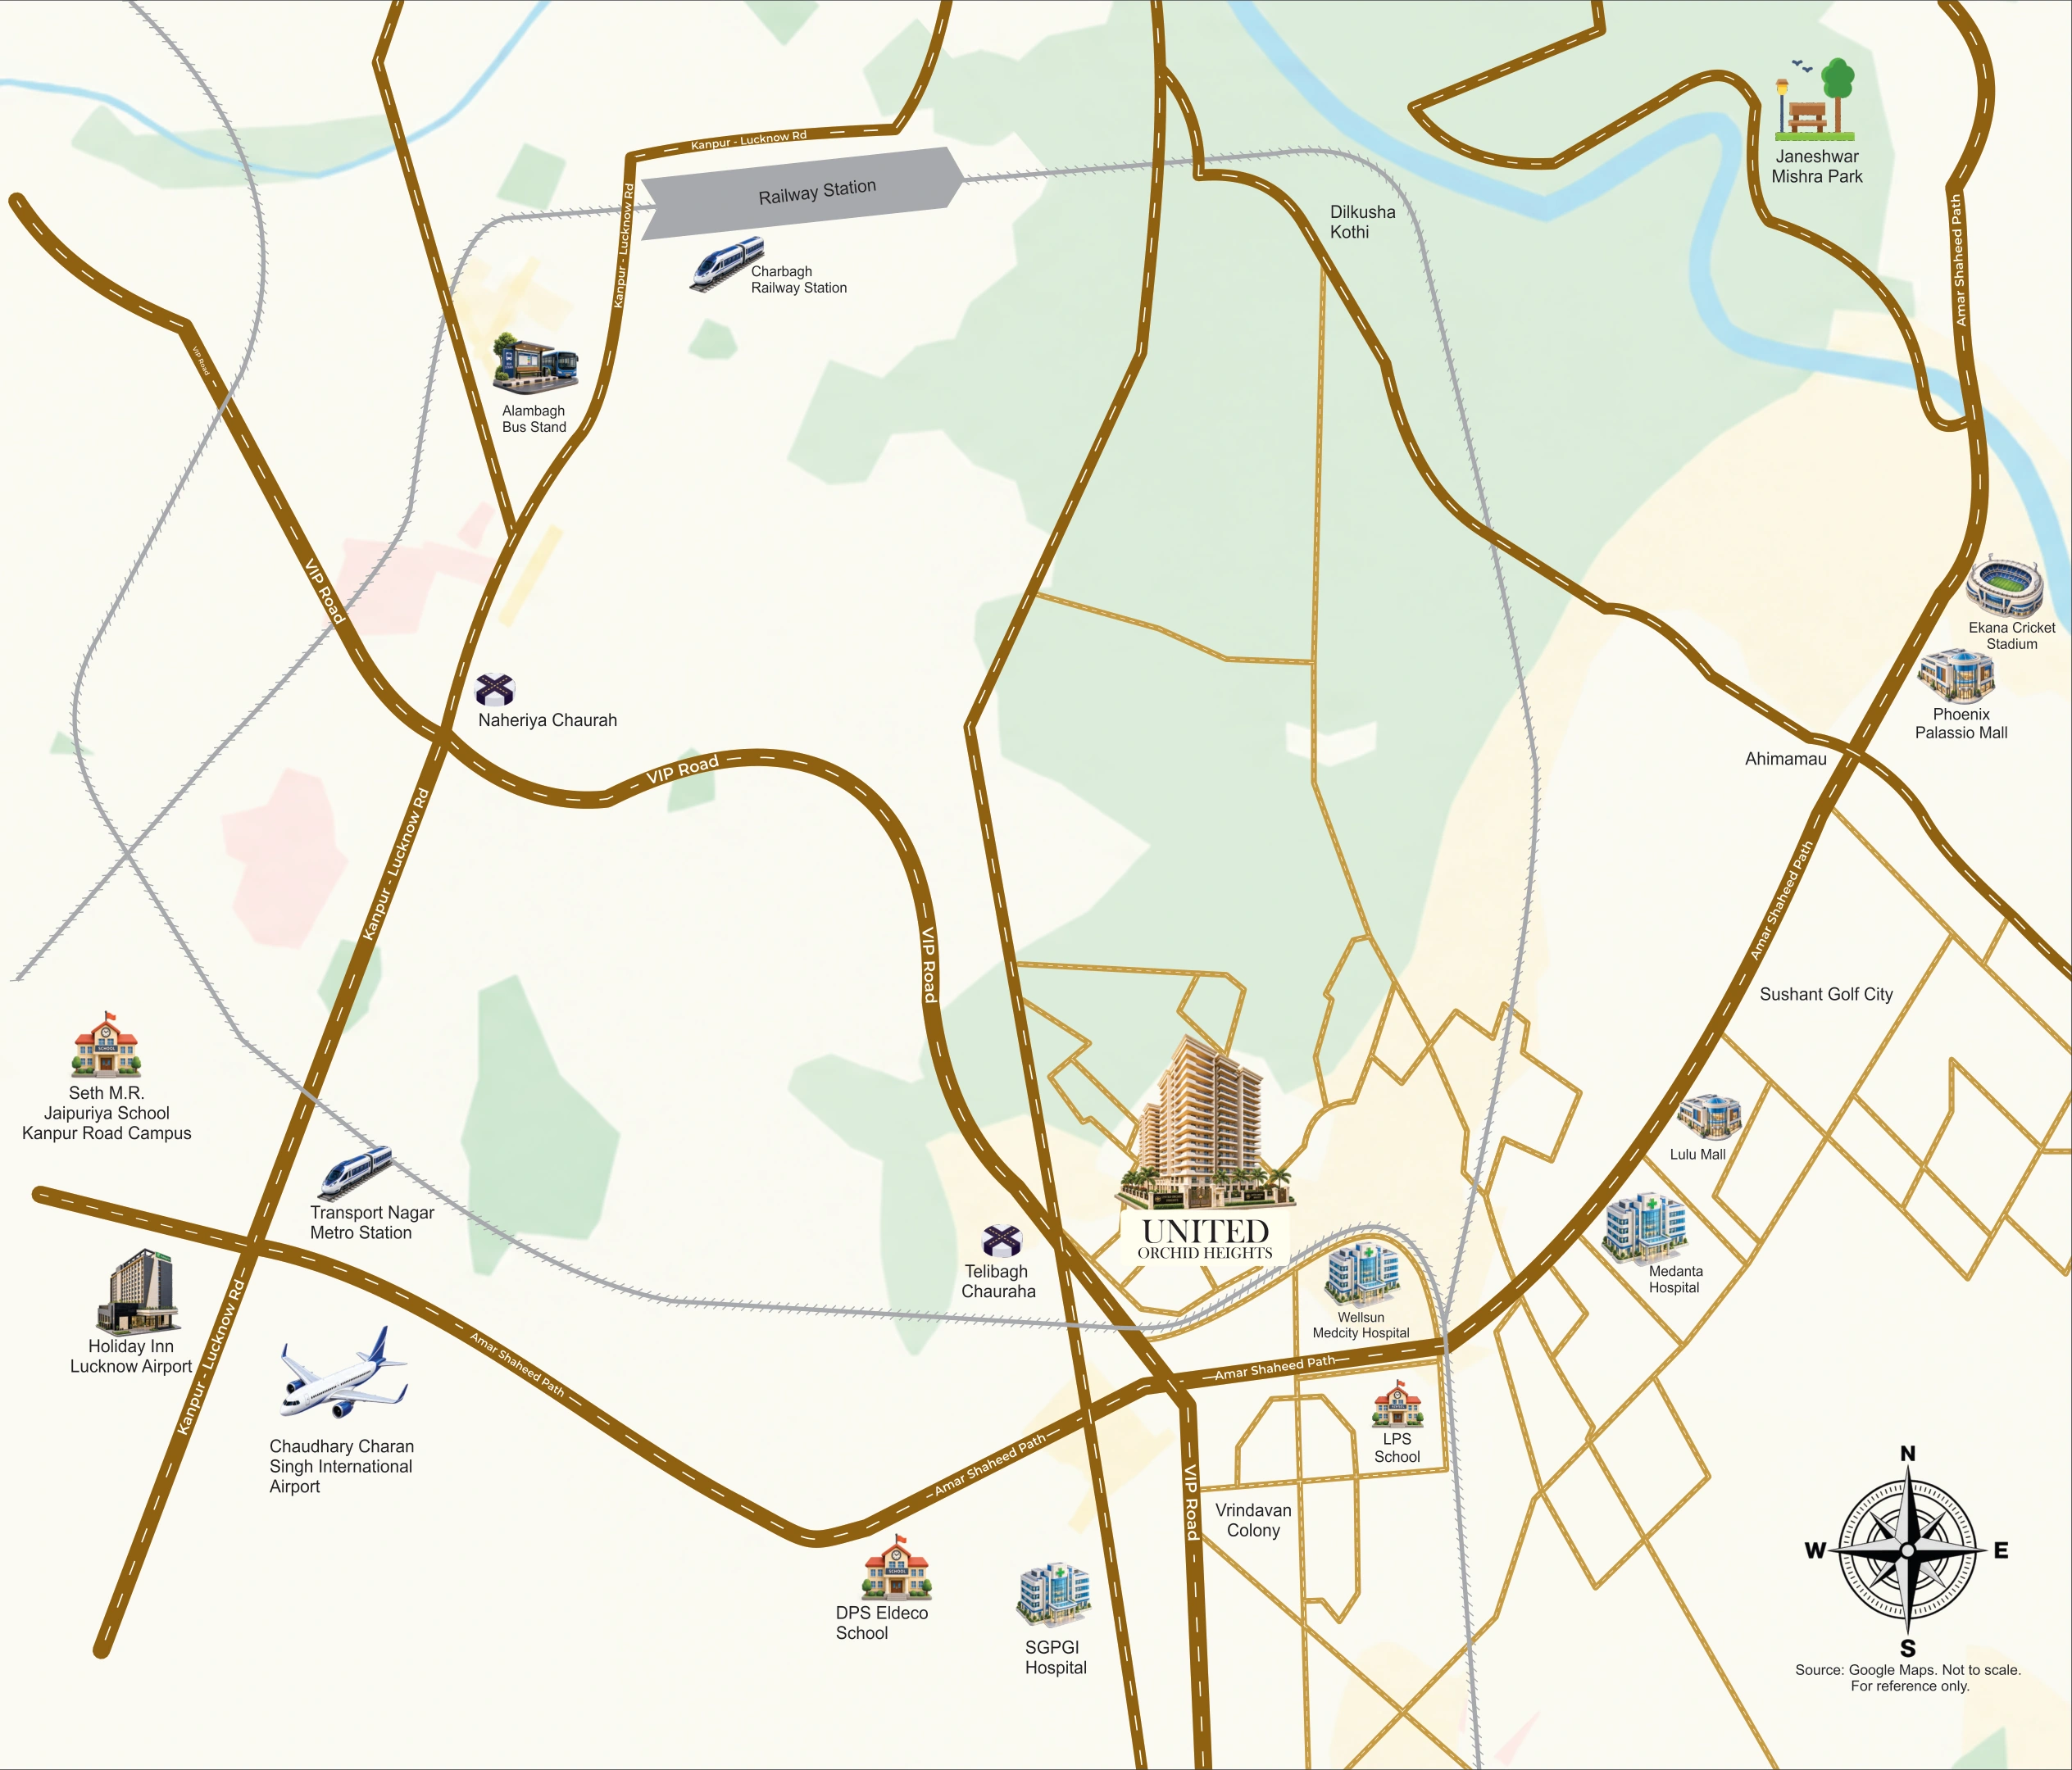 Kanpur - Lucknow Rd
Railway Station
Kanpur - Lucknow Rd
Charbagh
Railway Station
Janeshwar
Mishra Park
Dilkusha
Kothi
Amar Shaheed Path
VIP Road
Alambagh
Bus Stand
VIP Road
Ekana Cricket
Stadium
Naheriya Chaurah
Phoenix
Palassio Mall
Ahimamau
VIP Road
Kanpur - Lucknow Rd
Amar Shaheed Path
VIP Road
Sushant Golf City
SCHOOL
Seth M.R.
Jaipuriya School
Kanpur Road Campus
Lulu Mall
Transport Nagar
Metro Station
UNITED
ORCHID HEIGHTS
Telibagh
Chauraha
Medanta
Hospital
Wellsun
Medcity Hospital
Holiday Inn
Lucknow Airport
Kanpur - Lucknow Rd
Amar Shaheed Path
Amar Shaheed Path
Chaudhary Charan
Singh International
Airport
LPS
School
Amar Shaheed Path
VIP Road
Vrindavan
Colony
N
W
E
S
SCHOOL
DPS Eldeco
School
SGPGI
Hospital
Source: Google Maps. Not to scale.
For reference only.